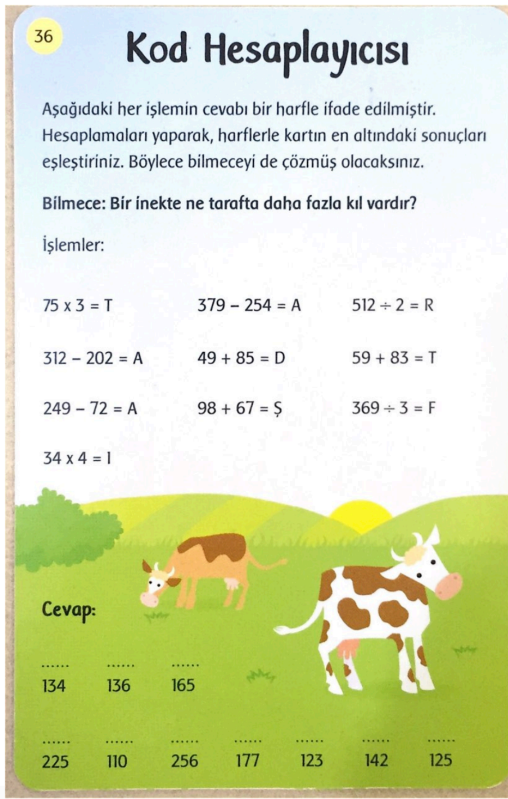 36
Kod Hesaplayıcısı
Aşağıdaki her işlemin cevabı bir harfle ifade edilmiştir.
Hesaplamaları yaparak, harflerle kartın en altındaki sonuçları
eşleştiriniz. Böylece bilmeceyi de çözmüş olacaksınız.
Bilmece: Bir inekte ne tarafta daha fazla kıl vardır?
İşlemler:
75 x 3 = T 379 – 254 = A 512 ÷ 2 = R
312 – 202 = A 49 + 85 = D 59 + 83 = T
249 – 72 = A 98 + 67 = Ş 369 ÷ 3 = F
34 x 4 = I
Cevap:
...... ...... ......
134 136 165
...... ...... ...... ...... ...... ...... ......
225 110 256 177 123 142 125